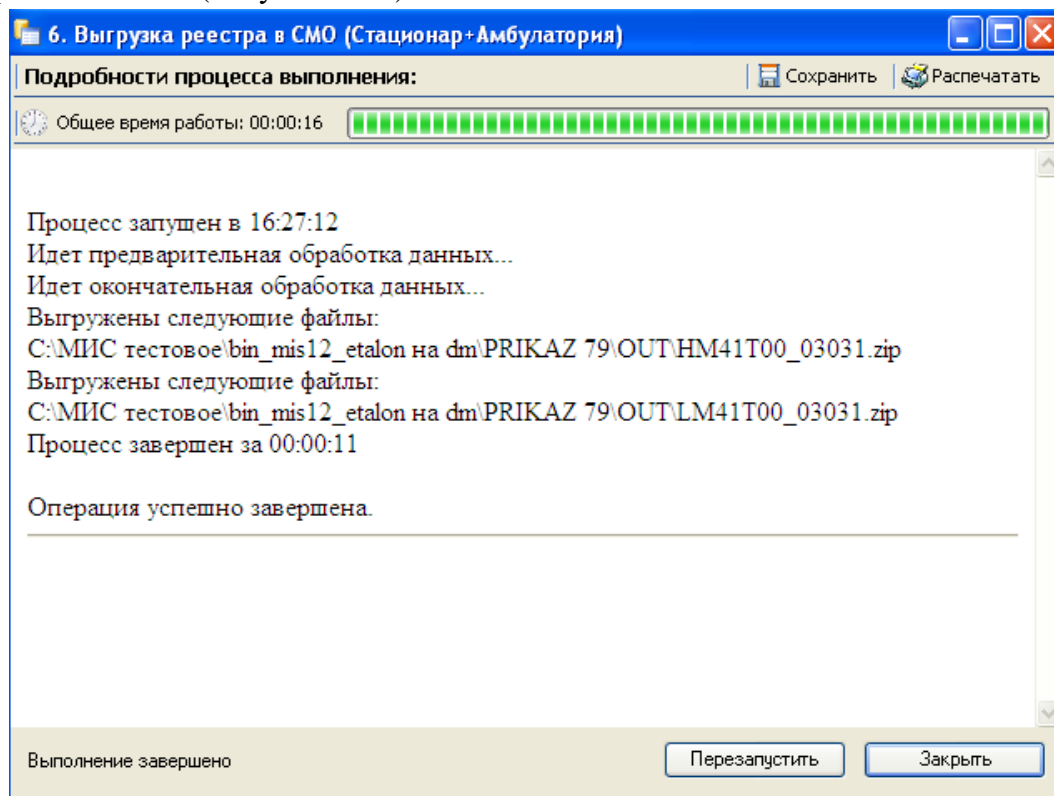 6. Выгрузка реестра в СМО (Стационар+Амбулатория)
Подробности процесса выполнения:
Сохранить
Распечатать
Общее время работы: 00:00:16
Процесс запущен в 16:27:12
Идет предварительная обработка данных...
Идет окончательная обработка данных...
Выгружены следующие файлы:
C:\МИС тестовое\bin_mis12_etalon на dm\PRIKAZ 79\OUT\HM41T00_03031.zip
Выгружены следующие файлы:
C:\МИС тестовое\bin_mis12_etalon на dm\PRIKAZ 79\OUT\LM41T00_03031.zip
Процесс завершен за 00:00:11
Операция успешно завершена.
Выполнение завершено
Перезапустить
Закрыть